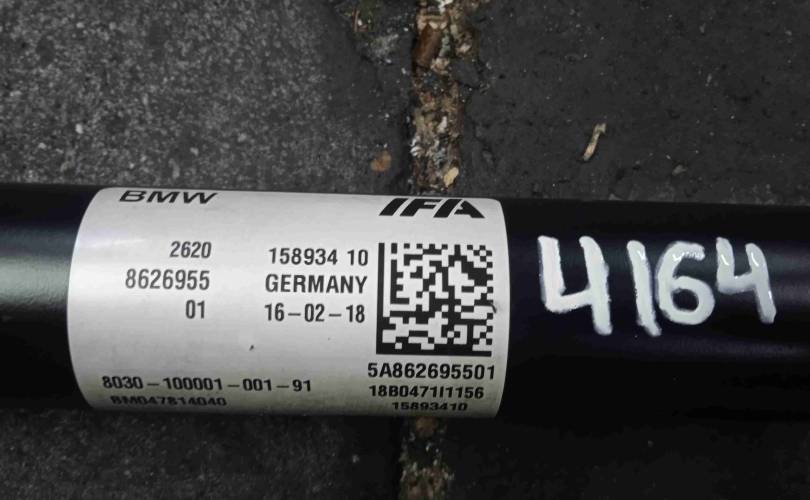 BMW
IFA
2620
158934 10
8626955
GERMANY
01
16-02-18
5A862695501
8030-100001-001-91
18B0471I1156
BM047814040
15893410
4164